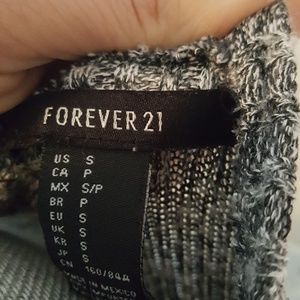 FOREVER 21
US S
CA P
MX S/P
BR P
EU S
UK S
KR S
JP S
CN 160/84A
MADE IN MEXICO